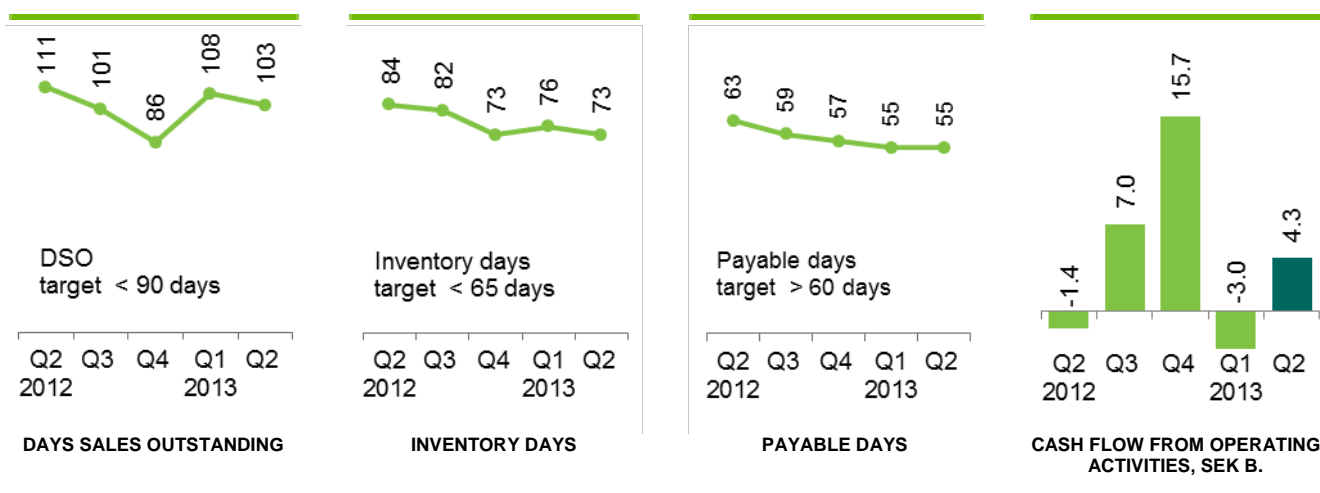 111
101
86
108
103
DSO
target < 90 days
Q2 Q3 Q4 Q1 Q2
2012 2013
DAYS SALES OUTSTANDING
84
82
73
76
73
Inventory days
target < 65 days
Q2 Q3 Q4 Q1 Q2
2012 2013
INVENTORY DAYS
63
59
57
55
55
Payable days
target > 60 days
Q2 Q3 Q4 Q1 Q2
2012 2013
PAYABLE DAYS
-1.4
7.0
15.7
-3.0
4.3
Q2 Q3 Q4 Q1 Q2
2012 2013
CASH FLOW FROM OPERATING
ACTIVITIES, SEK B.